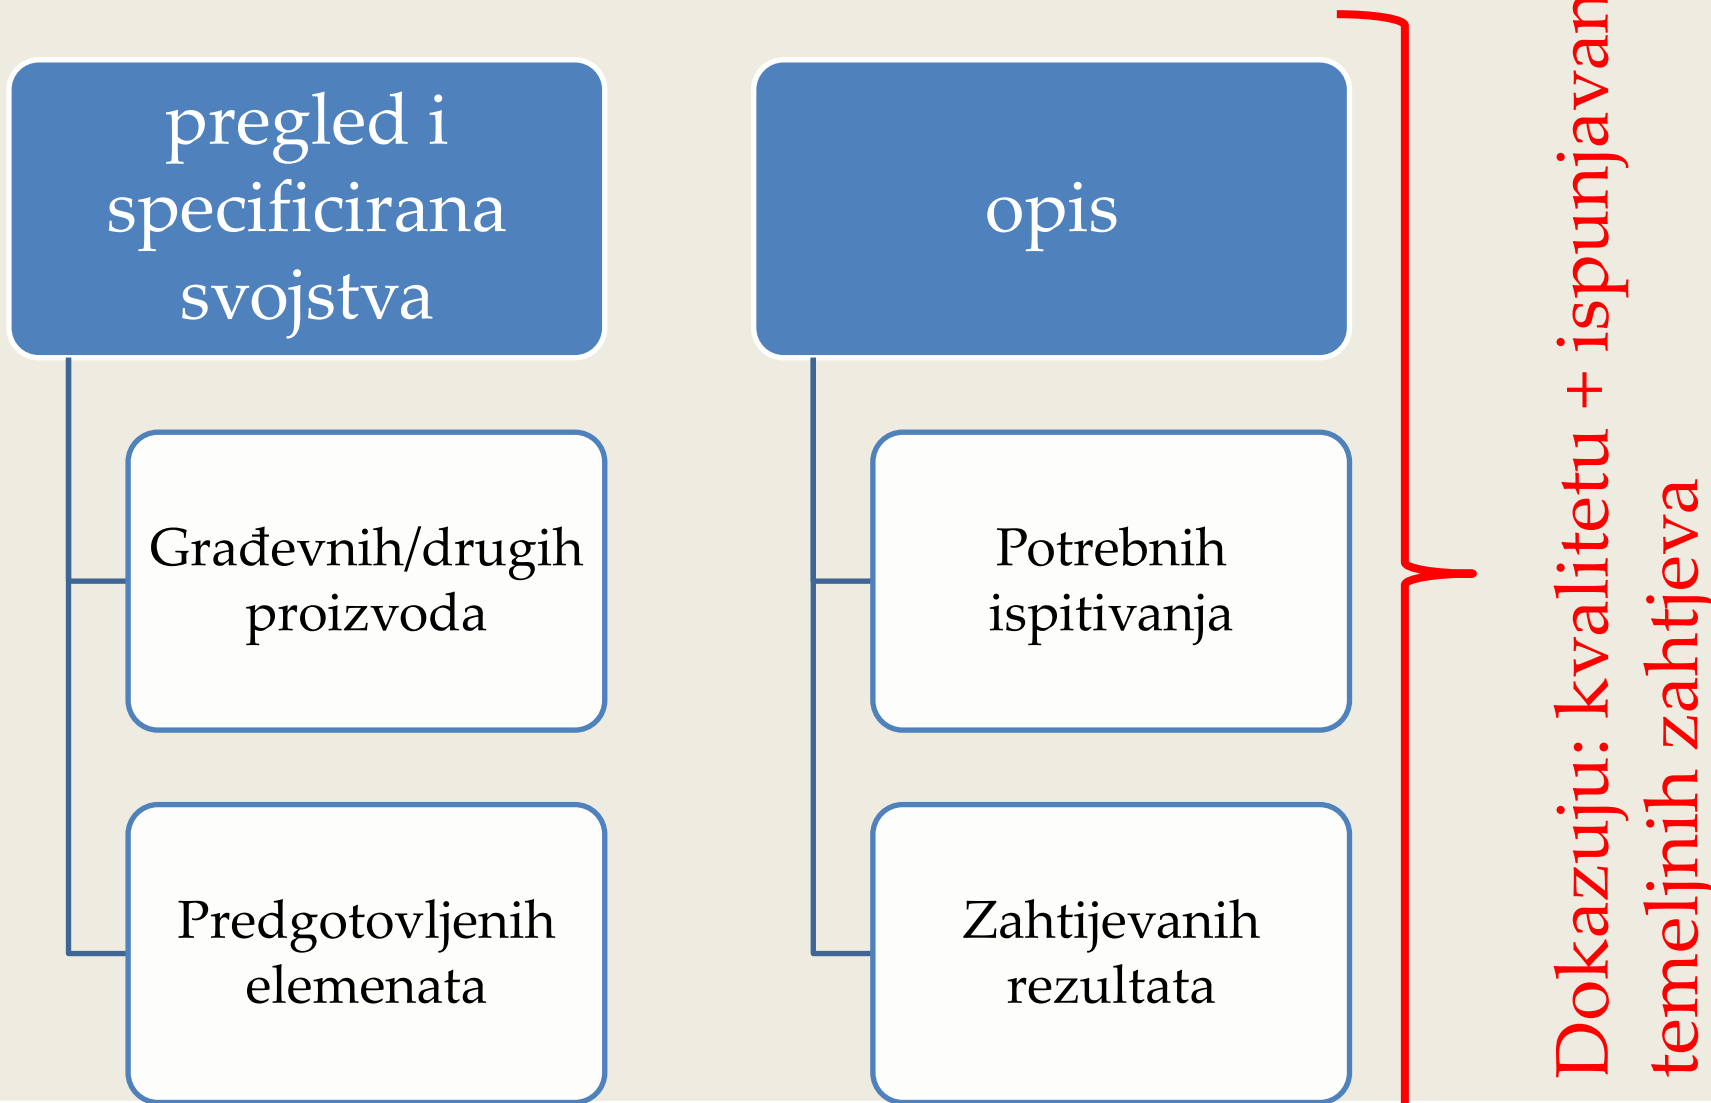 pregled i
specificirana
svojstva
Građevnih/drugih
proizvoda
Predgotovljenih
elemenata
opis
Potrebnih
ispitivanja
Zahtijevanih
rezultata
Dokazuju: kvalitetu + ispunjavan
temeljnih zahtjeva